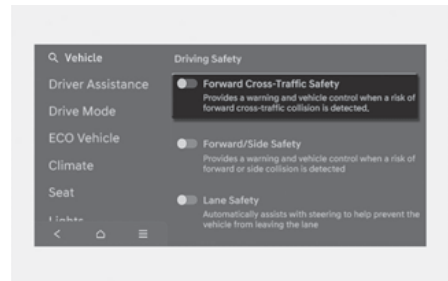 Vehicle
Driver Assistance
Drive Mode
ECO Vehicle
Climate
Seat
Lights
Driving Safety
Forward Cross-Traffic Safety
Provides a warning and vehicle control when a risk of
forward cross-traffic collision is detected.
Forward/Side Safety
Provides a warning and vehicle control when a risk of
forward or side collision is detected
Lane Safety
Automatically assists with steering to help prevent the
vehicle from leaving the lane